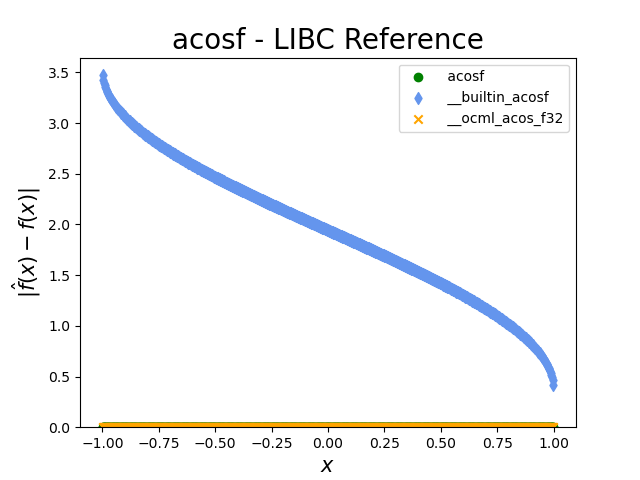 acosf - LIBC Reference
3.5
3.0
2.5
2.0
1.5
1.0
0.5
0.0
|f̂(x) − f(x)|
acosf
__builtin_acosf
__ocml_acos_f32
−1.00 −0.75 −0.50 −0.25 0.00 0.25 0.50 0.75 1.00
x